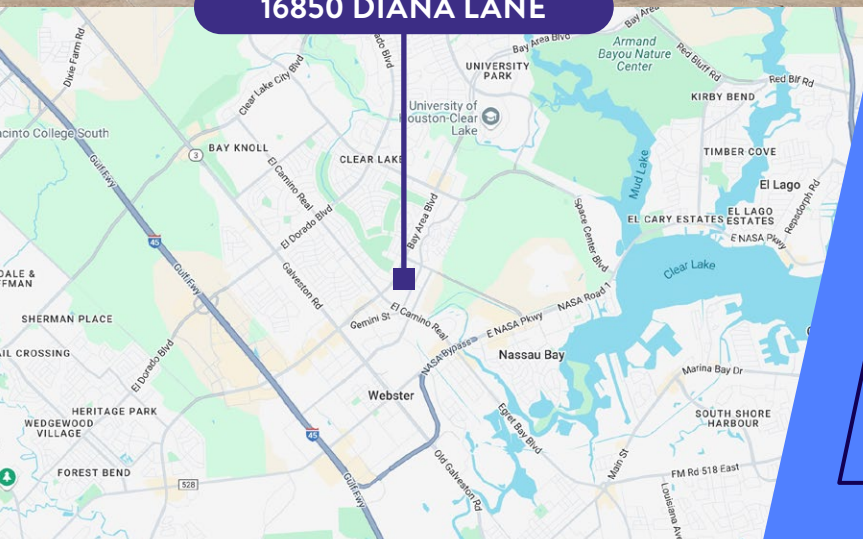 16850 DIANA LANE
Dixie Farm Rd
Clear Lake City Blvd
Bay Area Blvd
UNIVERSITY
PARK
Armand
Bayou Nature
Center
Red Bluff Rd
Red Blf Rd
KIRBY BEND
University of
Houston-Clear
Lake
acinto College South
3
BAY KNOLL
CLEAR LAKE
TIMBER COVE
Mud Lake
El Camino Real
El Lago
Gulf Fwy
Bay Area Blvd
Space Center Blvd
EL CARY ESTATES
EL LAGO
ESTATES
Repsdorph Rd
El Dorado Blvd
E NASA Pkwy
45
Gulf Fwy
Clear Lake
Galveston Rd
DALE &
FMAN
NASA Road 1
SHERMAN PLACE
Gemini St
El Camino Real
E NASA Pkwy
IL CROSSING
El Dorado Blvd
NASA Bypass
Nassau Bay
Marina Bay Dr
Webster
HERITAGE PARK
WEDGEWOOD
VILLAGE
SOUTH SHORE
HARBOUR
45
Egret Bay Blvd
FOREST BEND
528
Gulf Fwy
Old Galveston Rd
Main St
FM Rd 518 East
Louisiana Ave